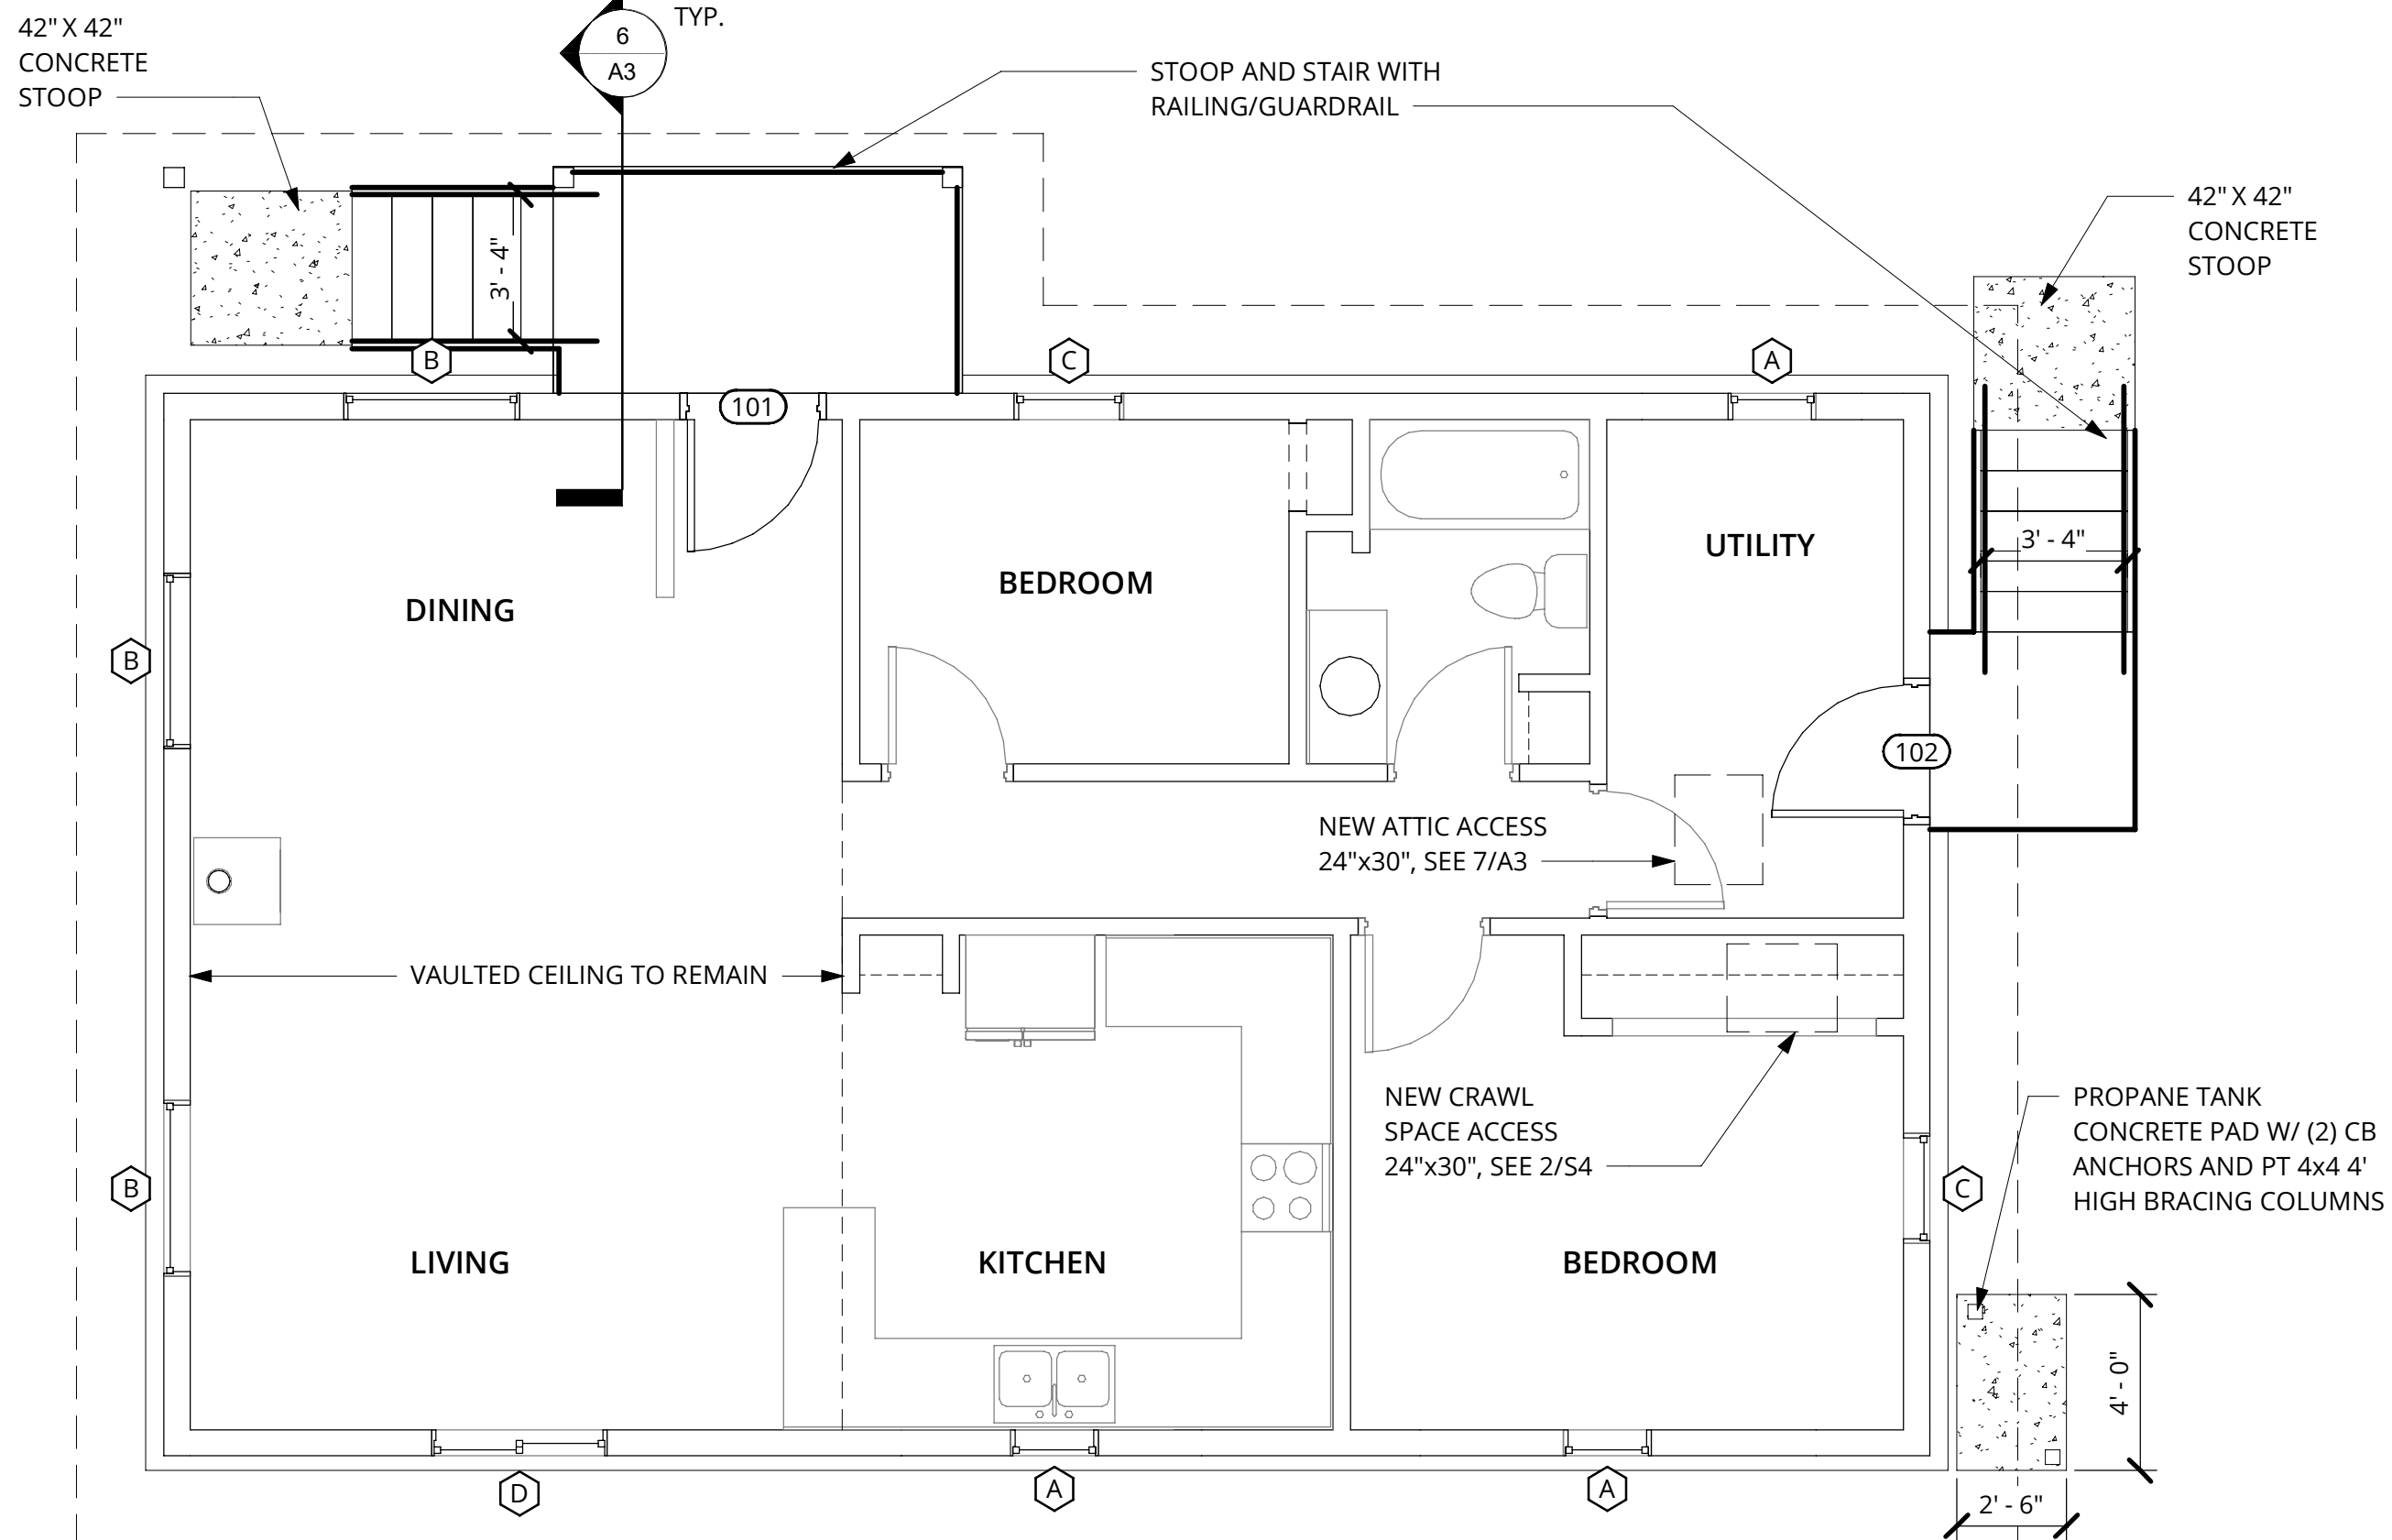 42" X 42"
CONCRETE
STOOP
6
A3
TYP.
STOOP AND STAIR WITH
RAILING/GUARDRAIL
42" X 42"
CONCRETE
STOOP
3' - 4"
B
C
A
101
UTILITY
3' - 4"
BEDROOM
DINING
B
102
NEW ATTIC ACCESS
24"x30", SEE 7/A3
VAULTED CEILING TO REMAIN
NEW CRAWL
SPACE ACCESS
24"x30", SEE 2/S4
PROPANE TANK
CONCRETE PAD W/ (2) CB
ANCHORS AND PT 4x4 4'
HIGH BRACING COLUMNS
B
C
LIVING
KITCHEN
BEDROOM
4' - 0"
2' - 6"
D
A
A